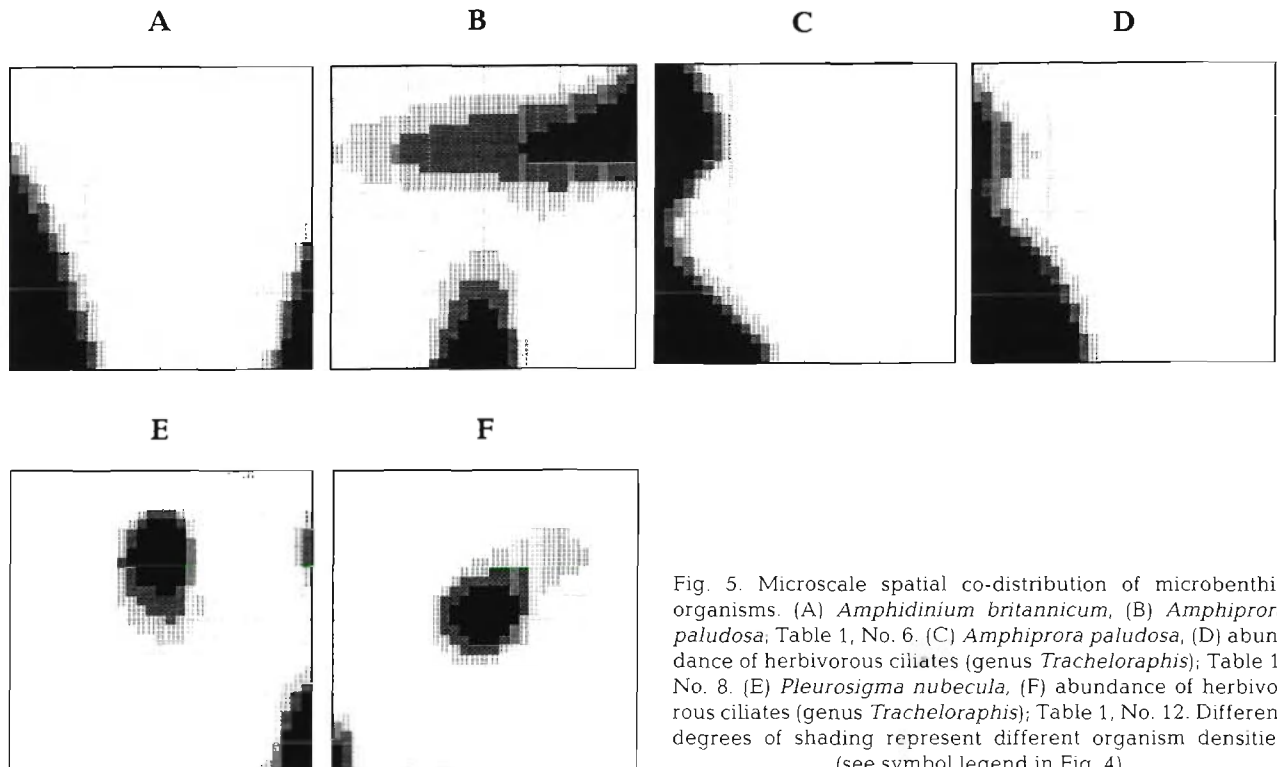 A B C D
E F
Fig. 5. Microscale spatial co-distribution of microbenthi
organisms. (A) Amphidinium britannicum, (B) Amphipror
paludosa; Table 1, No. 6. (C) Amphiprora paludosa, (D) abun
dance of herbivorous ciliates (genus Tracheloraphis); Table 1
No. 8. (E) Pleurosigma nubecula, (F) abundance of herbivo
rous ciliates (genus Tracheloraphis); Table 1, No. 12. Differen
degrees of shading represent different organism densitie
(see symbol legend in Fig. 4)